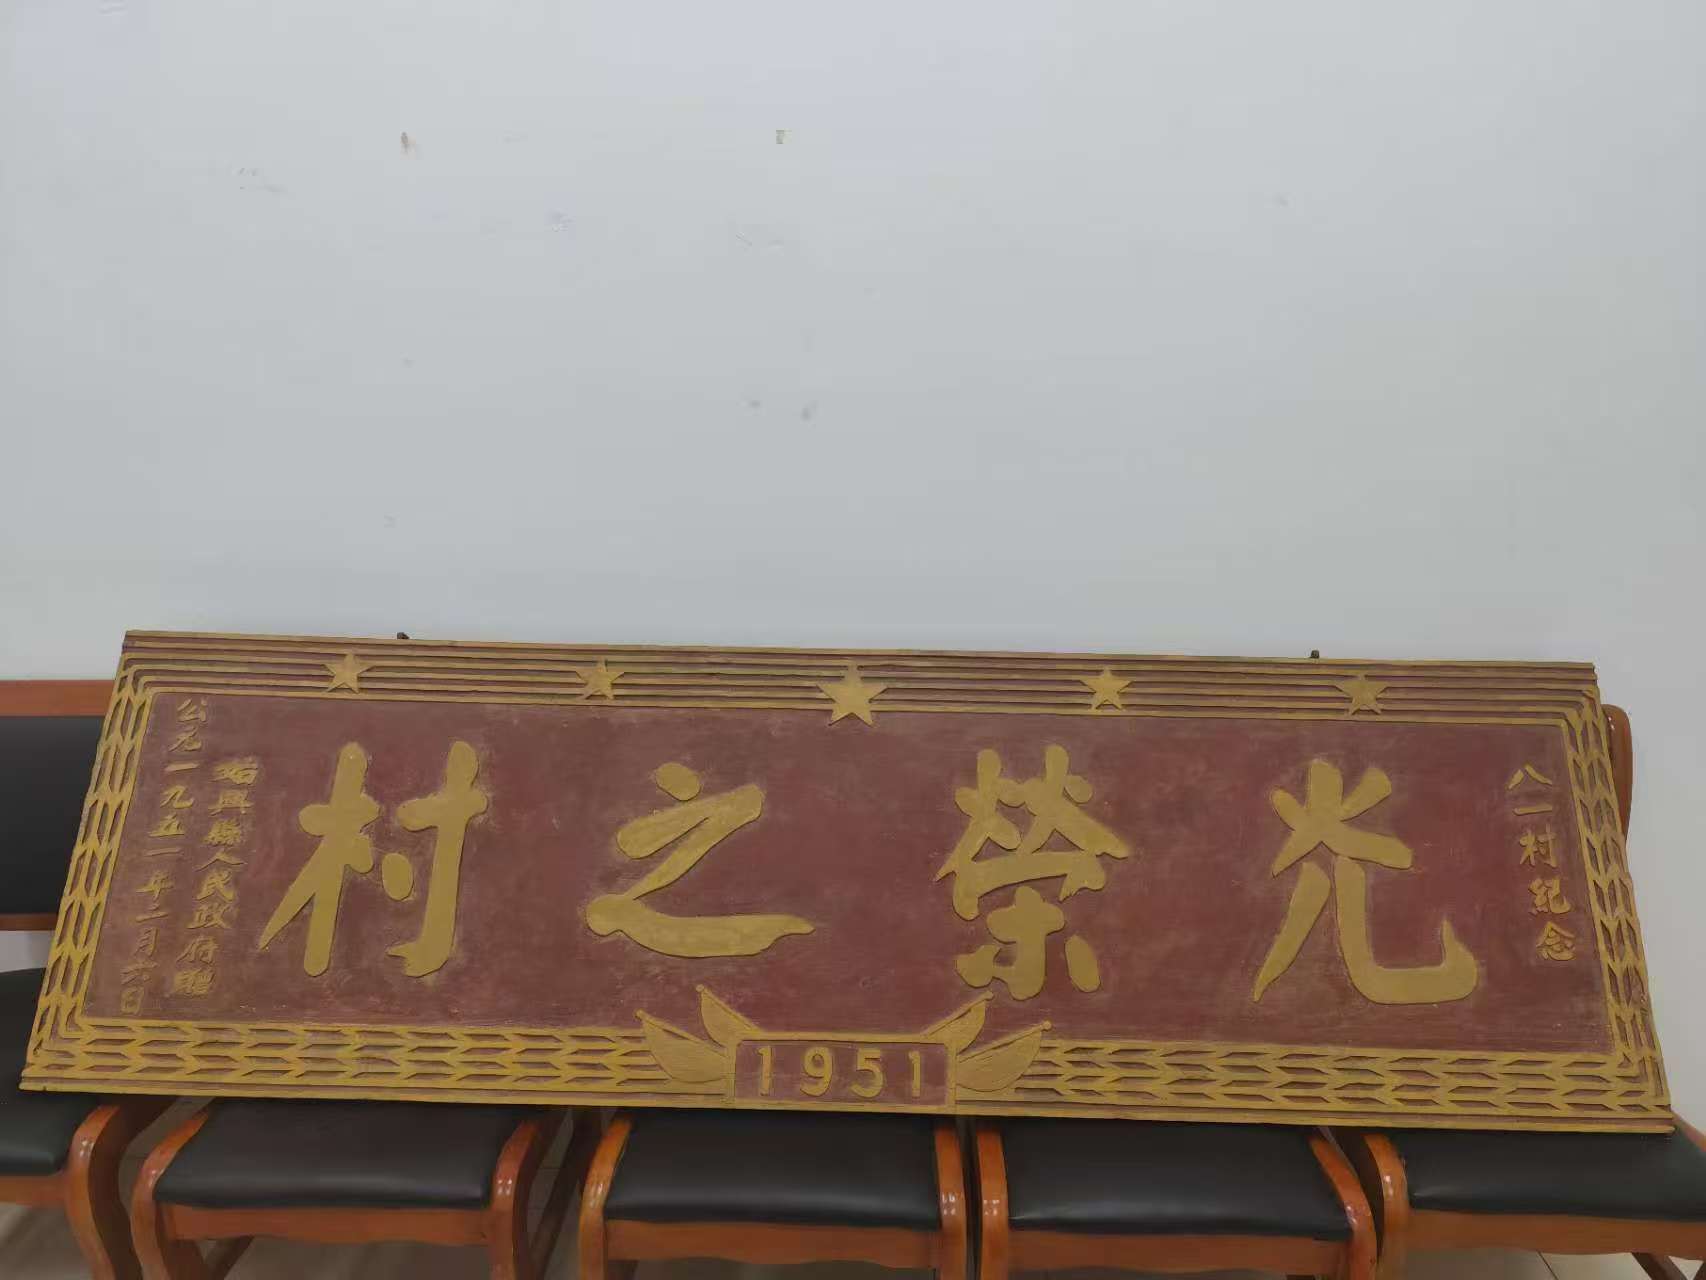 八一村紀念
光榮之村
始興縣人民政府贈
公元一九五一年二月六日
1951